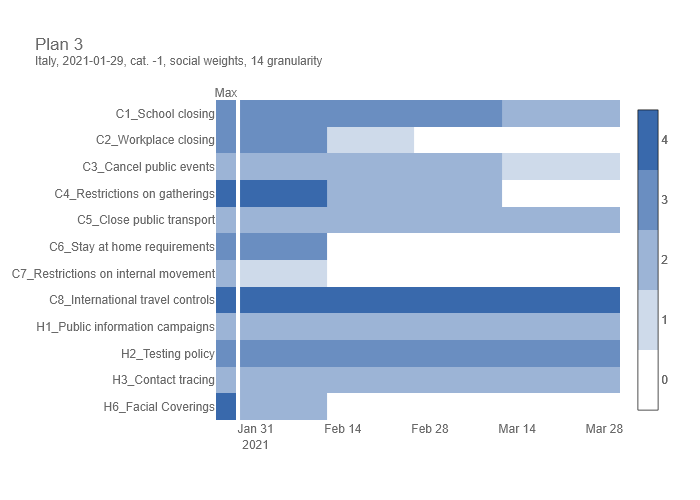 Plan 3
Italy, 2021-01-29, cat. -1, social weights, 14 granularity
Max
C1_School closing
C2_Workplace closing
C3_Cancel public events
C4_Restrictions on gatherings
C5_Close public transport
C6_Stay at home requirements
C7_Restrictions on internal movement
C8_International travel controls
H1_Public information campaigns
H2_Testing policy
H3_Contact tracing
H6_Facial Coverings
Jan 31 Feb 14 Feb 28 Mar 14 Mar 28
2021
4
3
2
1
0